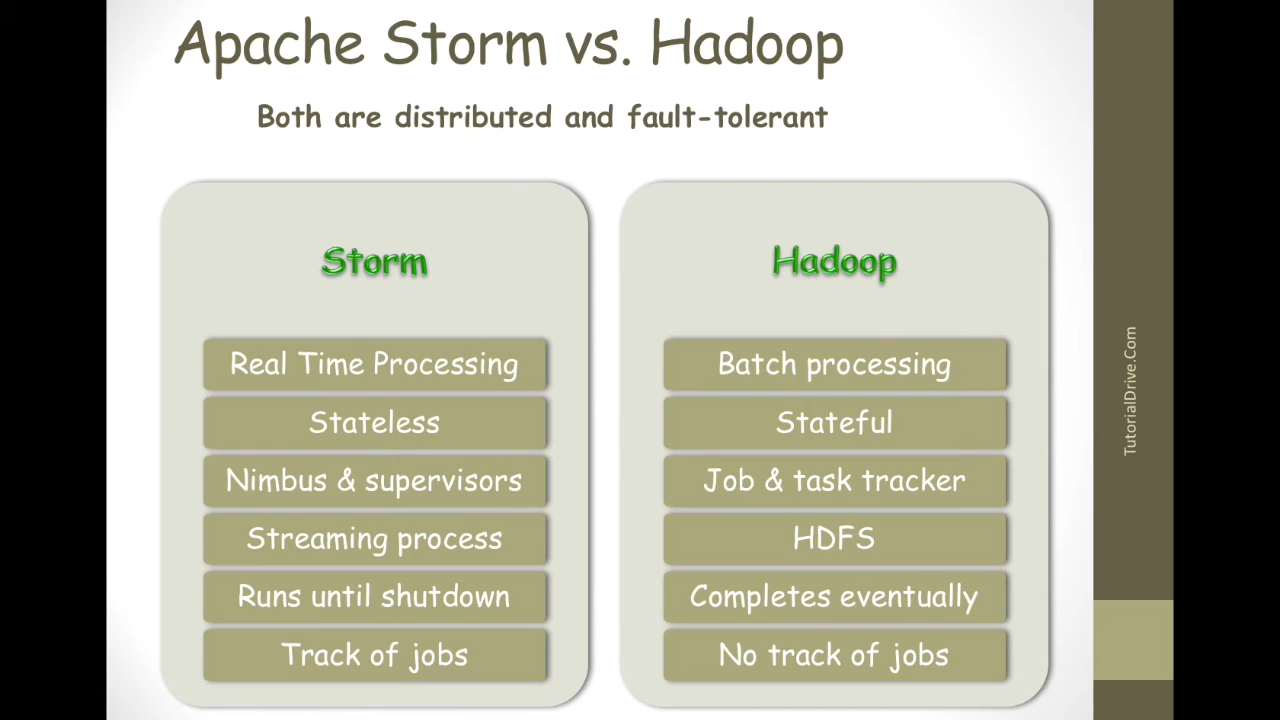 Apache Storm vs. Hadoop
Both are distributed and fault-tolerant
Storm
Real Time Processing
Stateless
Nimbus & supervisors
Streaming process
Runs until shutdown
Track of jobs
Hadoop
Batch processing
Stateful
Job & task tracker
HDFS
Completes eventually
No track of jobs
TutorialDrive.Com